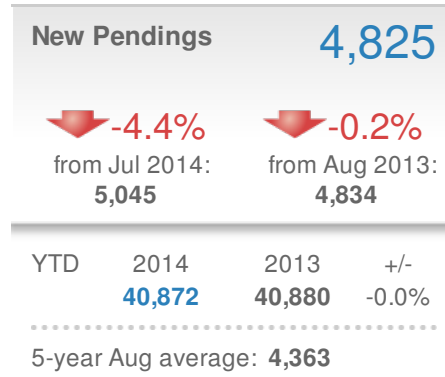 New Pendings 4,825
-4.4% -0.2%
from Jul 2014: from Aug 2013:
5,045 4,834
YTD 2014 2013 +/-
40,872 40,880 -0.0%
5-year Aug average: 4,363